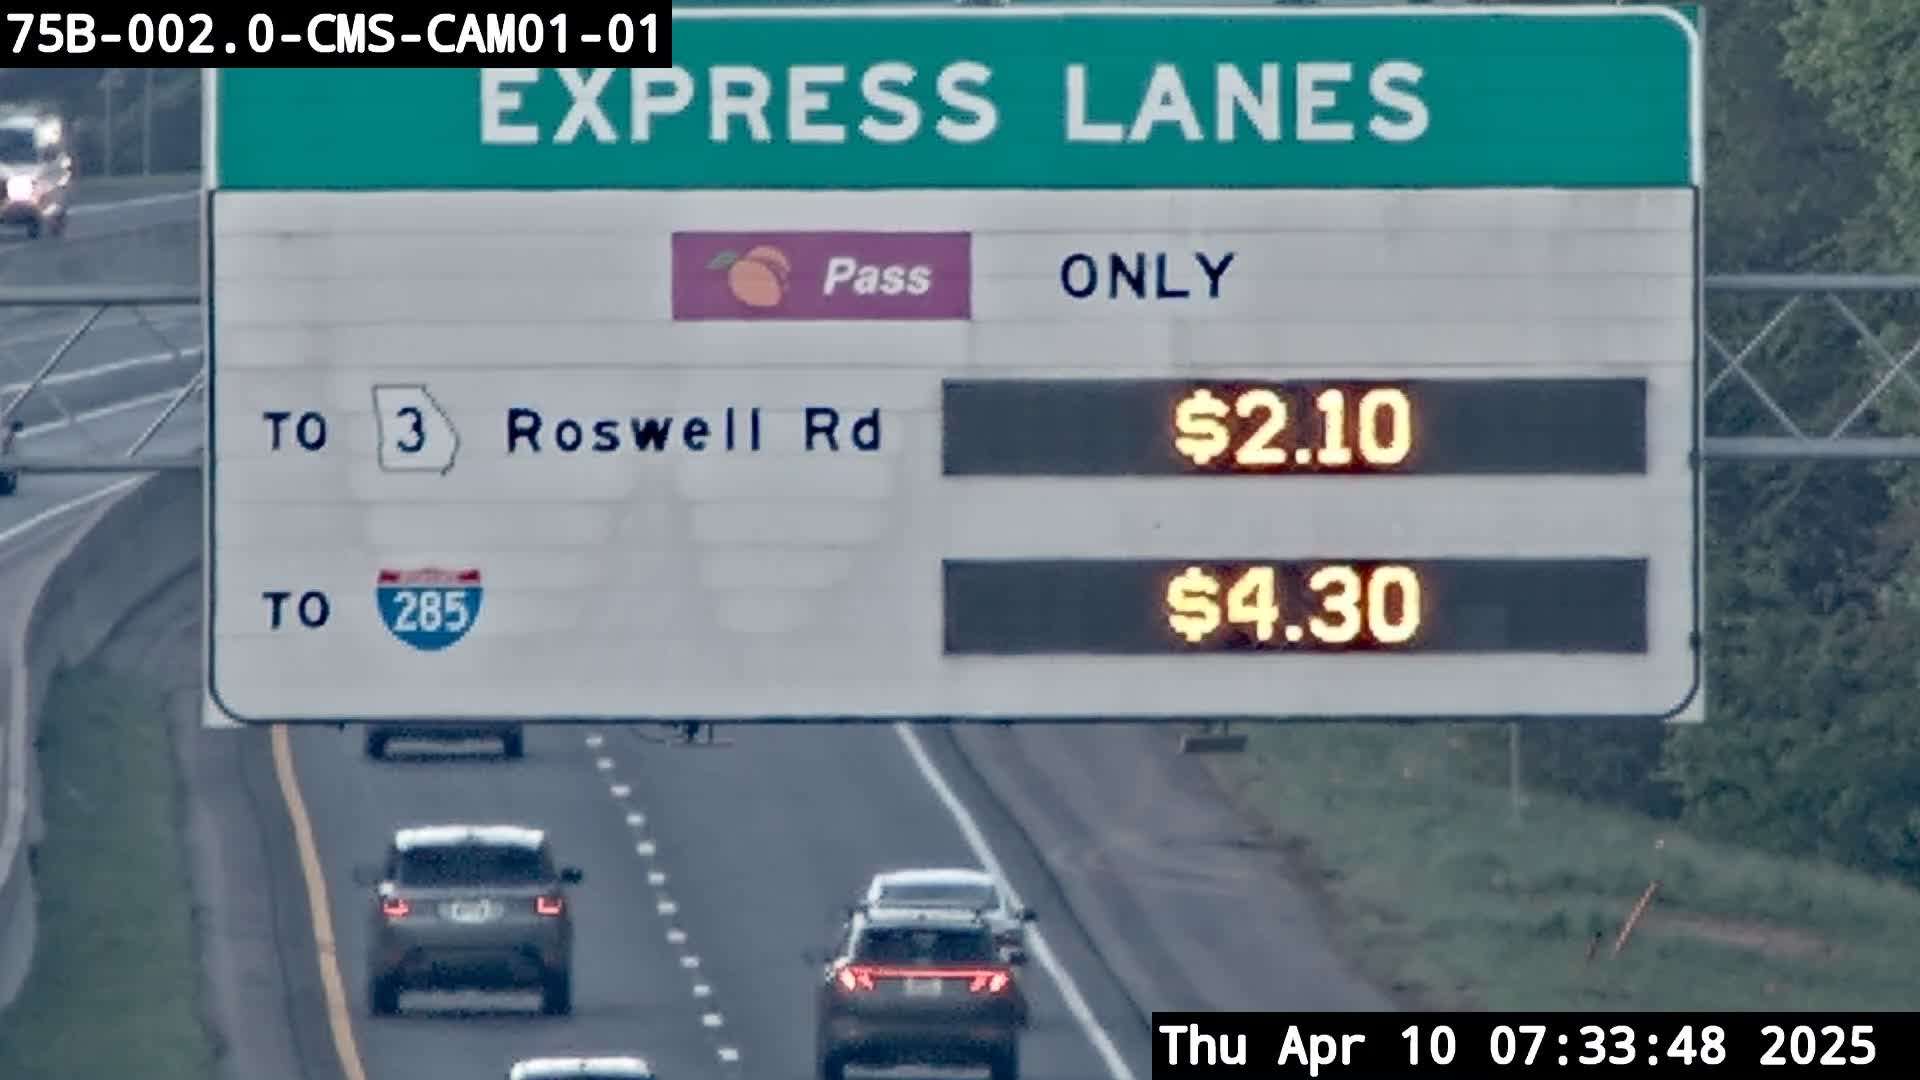 75B-002.0-CMS-CAM01-01
EXPRESS LANES
Pass ONLY
TO 3 Roswell Rd $2.10
TO 285 $4.30
Thu Apr 10 07:33:48 2025